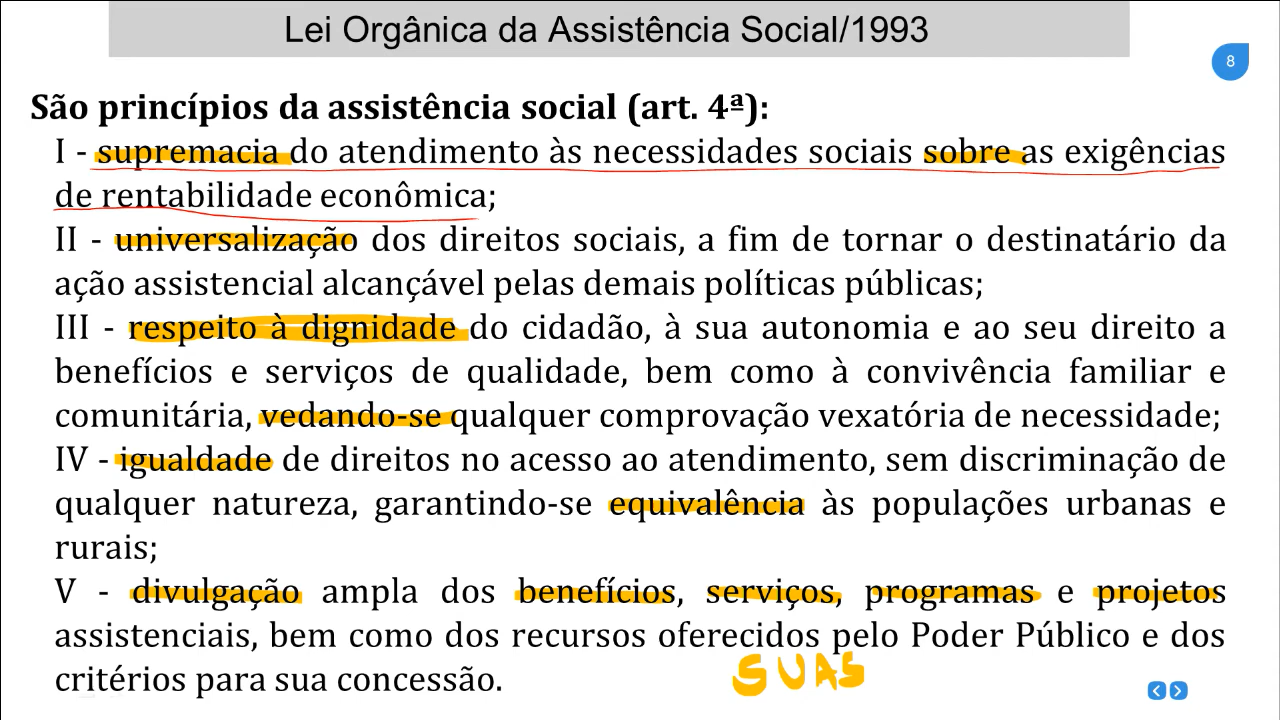 Lei Orgânica da Assistência Social/1993
8
São princípios da assistência social (art. 4ª):
I - supremacia do atendimento às necessidades sociais sobre as exigências
de rentabilidade econômica;
II - universalização dos direitos sociais, a fim de tornar o destinatário da
ação assistencial alcançável pelas demais políticas públicas;
III - respeito à dignidade do cidadão, à sua autonomia e ao seu direito a
benefícios e serviços de qualidade, bem como à convivência familiar e
comunitária, vedando-se qualquer comprovação vexatória de necessidade;
IV - igualdade de direitos no acesso ao atendimento, sem discriminação de
qualquer natureza, garantindo-se equivalência às populações urbanas e
rurais;
V - divulgação ampla dos benefícios, serviços, programas e projetos
assistenciais, bem como dos recursos oferecidos pelo Poder Público e dos
critérios para sua concessão.
SUAS